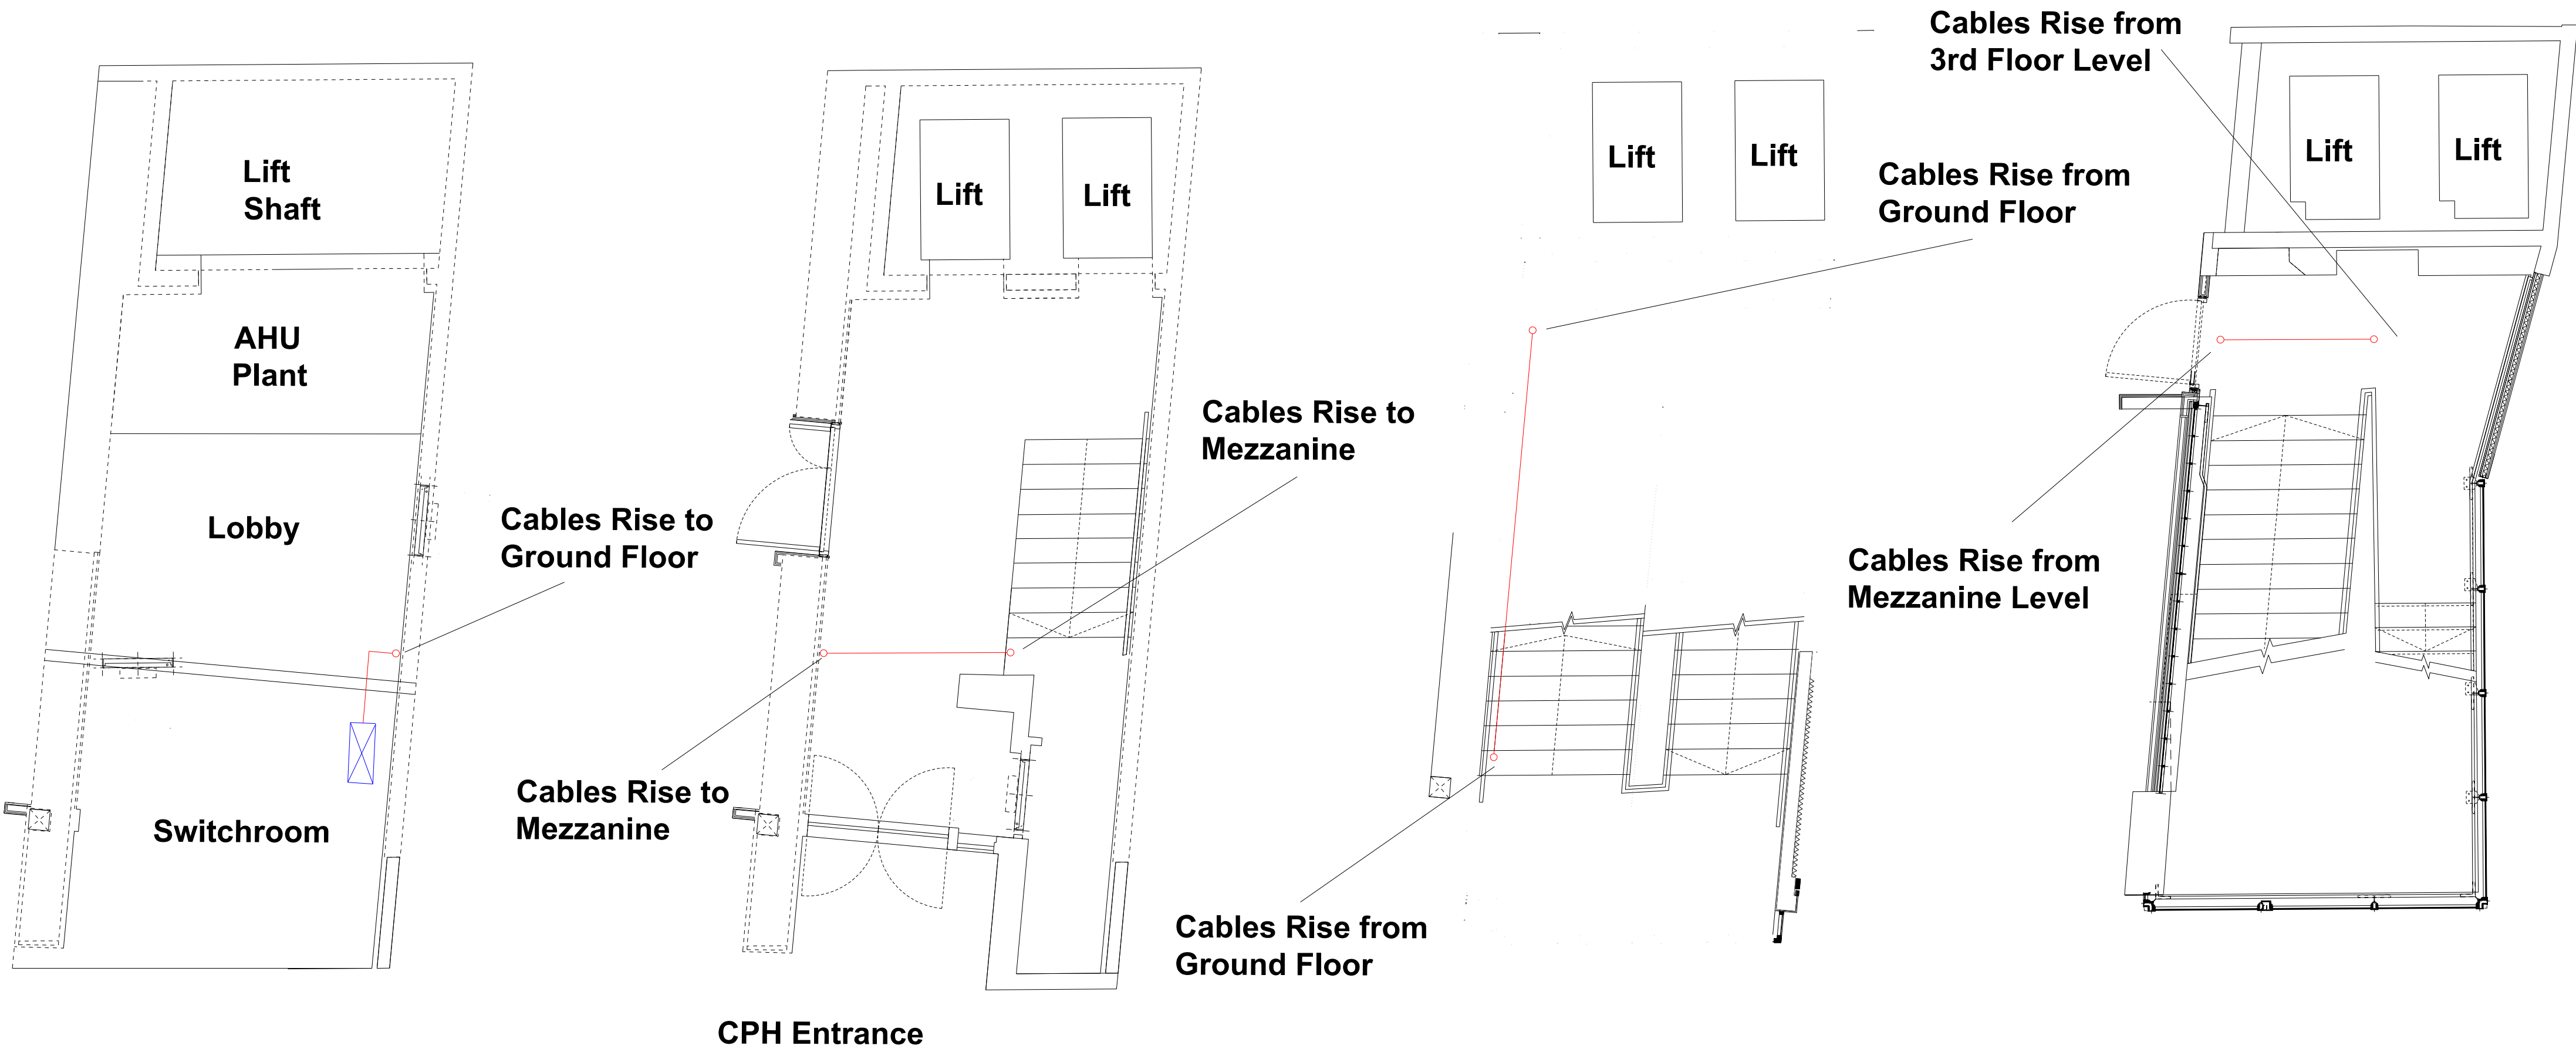 Lift
Shaft
AHU
Plant
Lobby
Switchroom
Cables Rise to
Ground Floor
Lift
Lift
Cables Rise to
Mezzanine
Cables Rise to
Mezzanine
CPH Entrance
Lift
Lift
Cables Rise from
Ground Floor
Cables Rise from
Ground Floor
Cables Rise from
3rd Floor Level
Lift
Lift
Cables Rise from
Mezzanine Level